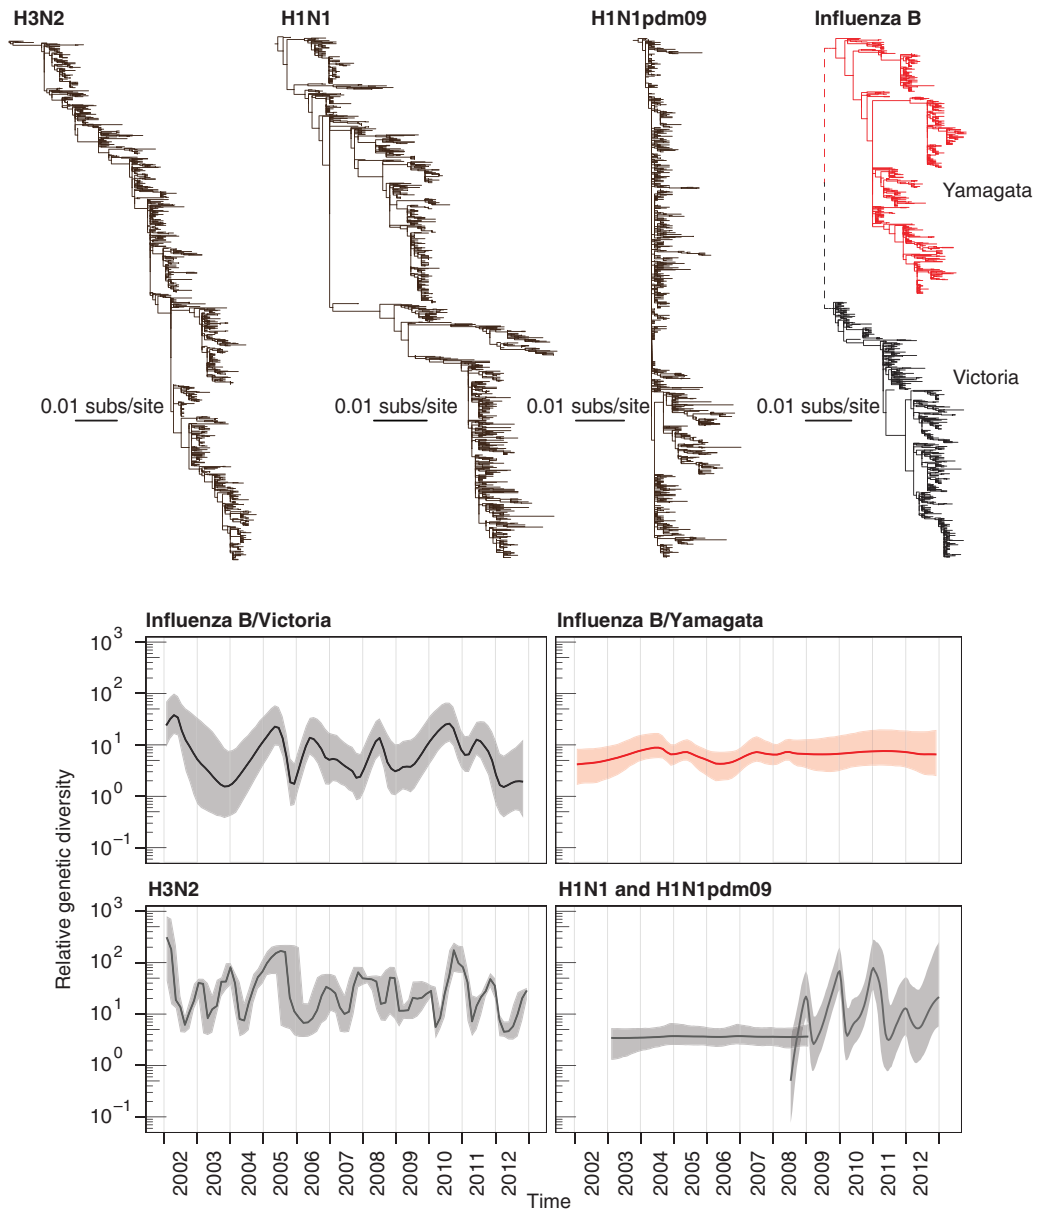 H3N2
H1N1
H1N1pdm09
Influenza B
Yamagata
Victoria
0.01 subs/site
0.01 subs/site
0.01 subs/site
0.01 subs/site
Influenza B/Victoria
Influenza B/Yamagata
10³
10²
10¹
10⁰
10⁻¹
H3N2
H1N1 and H1N1pdm09
10³
10²
10¹
10⁰
10⁻¹
Relative genetic diversity
2002 2003 2004 2005 2006 2007 2008 2009 2010 2011 2012
2002 2003 2004 2005 2006 2007 2008 2009 2010 2011 2012
Time